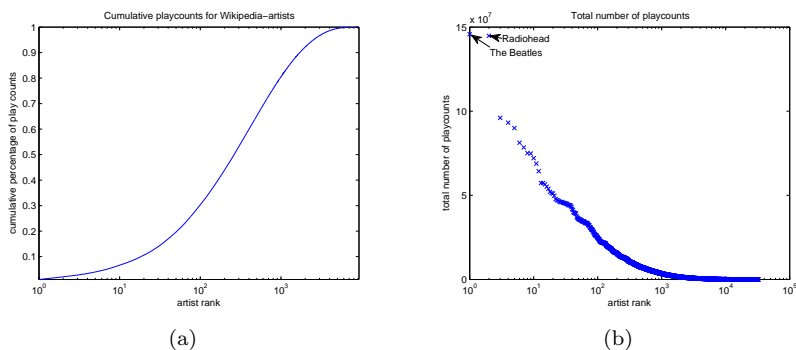 Cumulative playcounts for Wikipedia−artists
1
0.9
0.8
0.7
0.6
0.5
0.4
0.3
0.2
0.1
cumulative percentage of play counts
10^0
10^1
10^2
10^3
artist rank
(a)
Total number of playcounts
15 x 10^7
10
5
0
total number of playcounts
Radiohead
The Beatles
10^0
10^1
10^2
10^3
10^4
10^5
artist rank
(b)